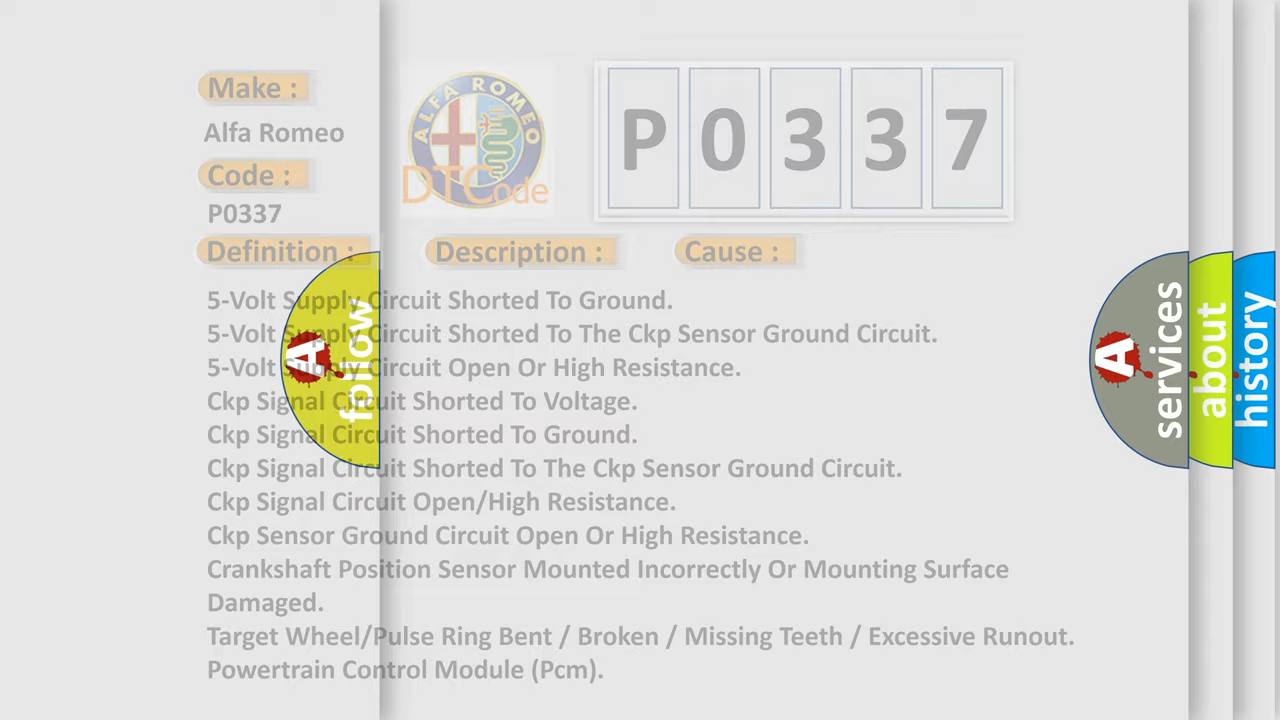 Make :
Alfa Romeo
Code :
P0337
ALFA ROMEO
DTCode
P0337
Definition :
Description :
Cause :
5-Volt Supply Circuit Shorted To Ground.
5-Volt Supply Circuit Shorted To The Ckp Sensor Ground Circuit.
5-Volt Supply Circuit Open Or High Resistance.
Ckp Signal Circuit Shorted To Voltage.
Ckp Signal Circuit Shorted To Ground.
Ckp Signal Circuit Shorted To The Ckp Sensor Ground Circuit.
Ckp Signal Circuit Open/High Resistance.
Ckp Sensor Ground Circuit Open Or High Resistance.
Crankshaft Position Sensor Mounted Incorrectly Or Mounting Surface
Damaged.
Target Wheel/Pulse Ring Bent / Broken / Missing Teeth / Excessive Runout.
Powertrain Control Module (Pcm).
A
follow
A
services
about
history